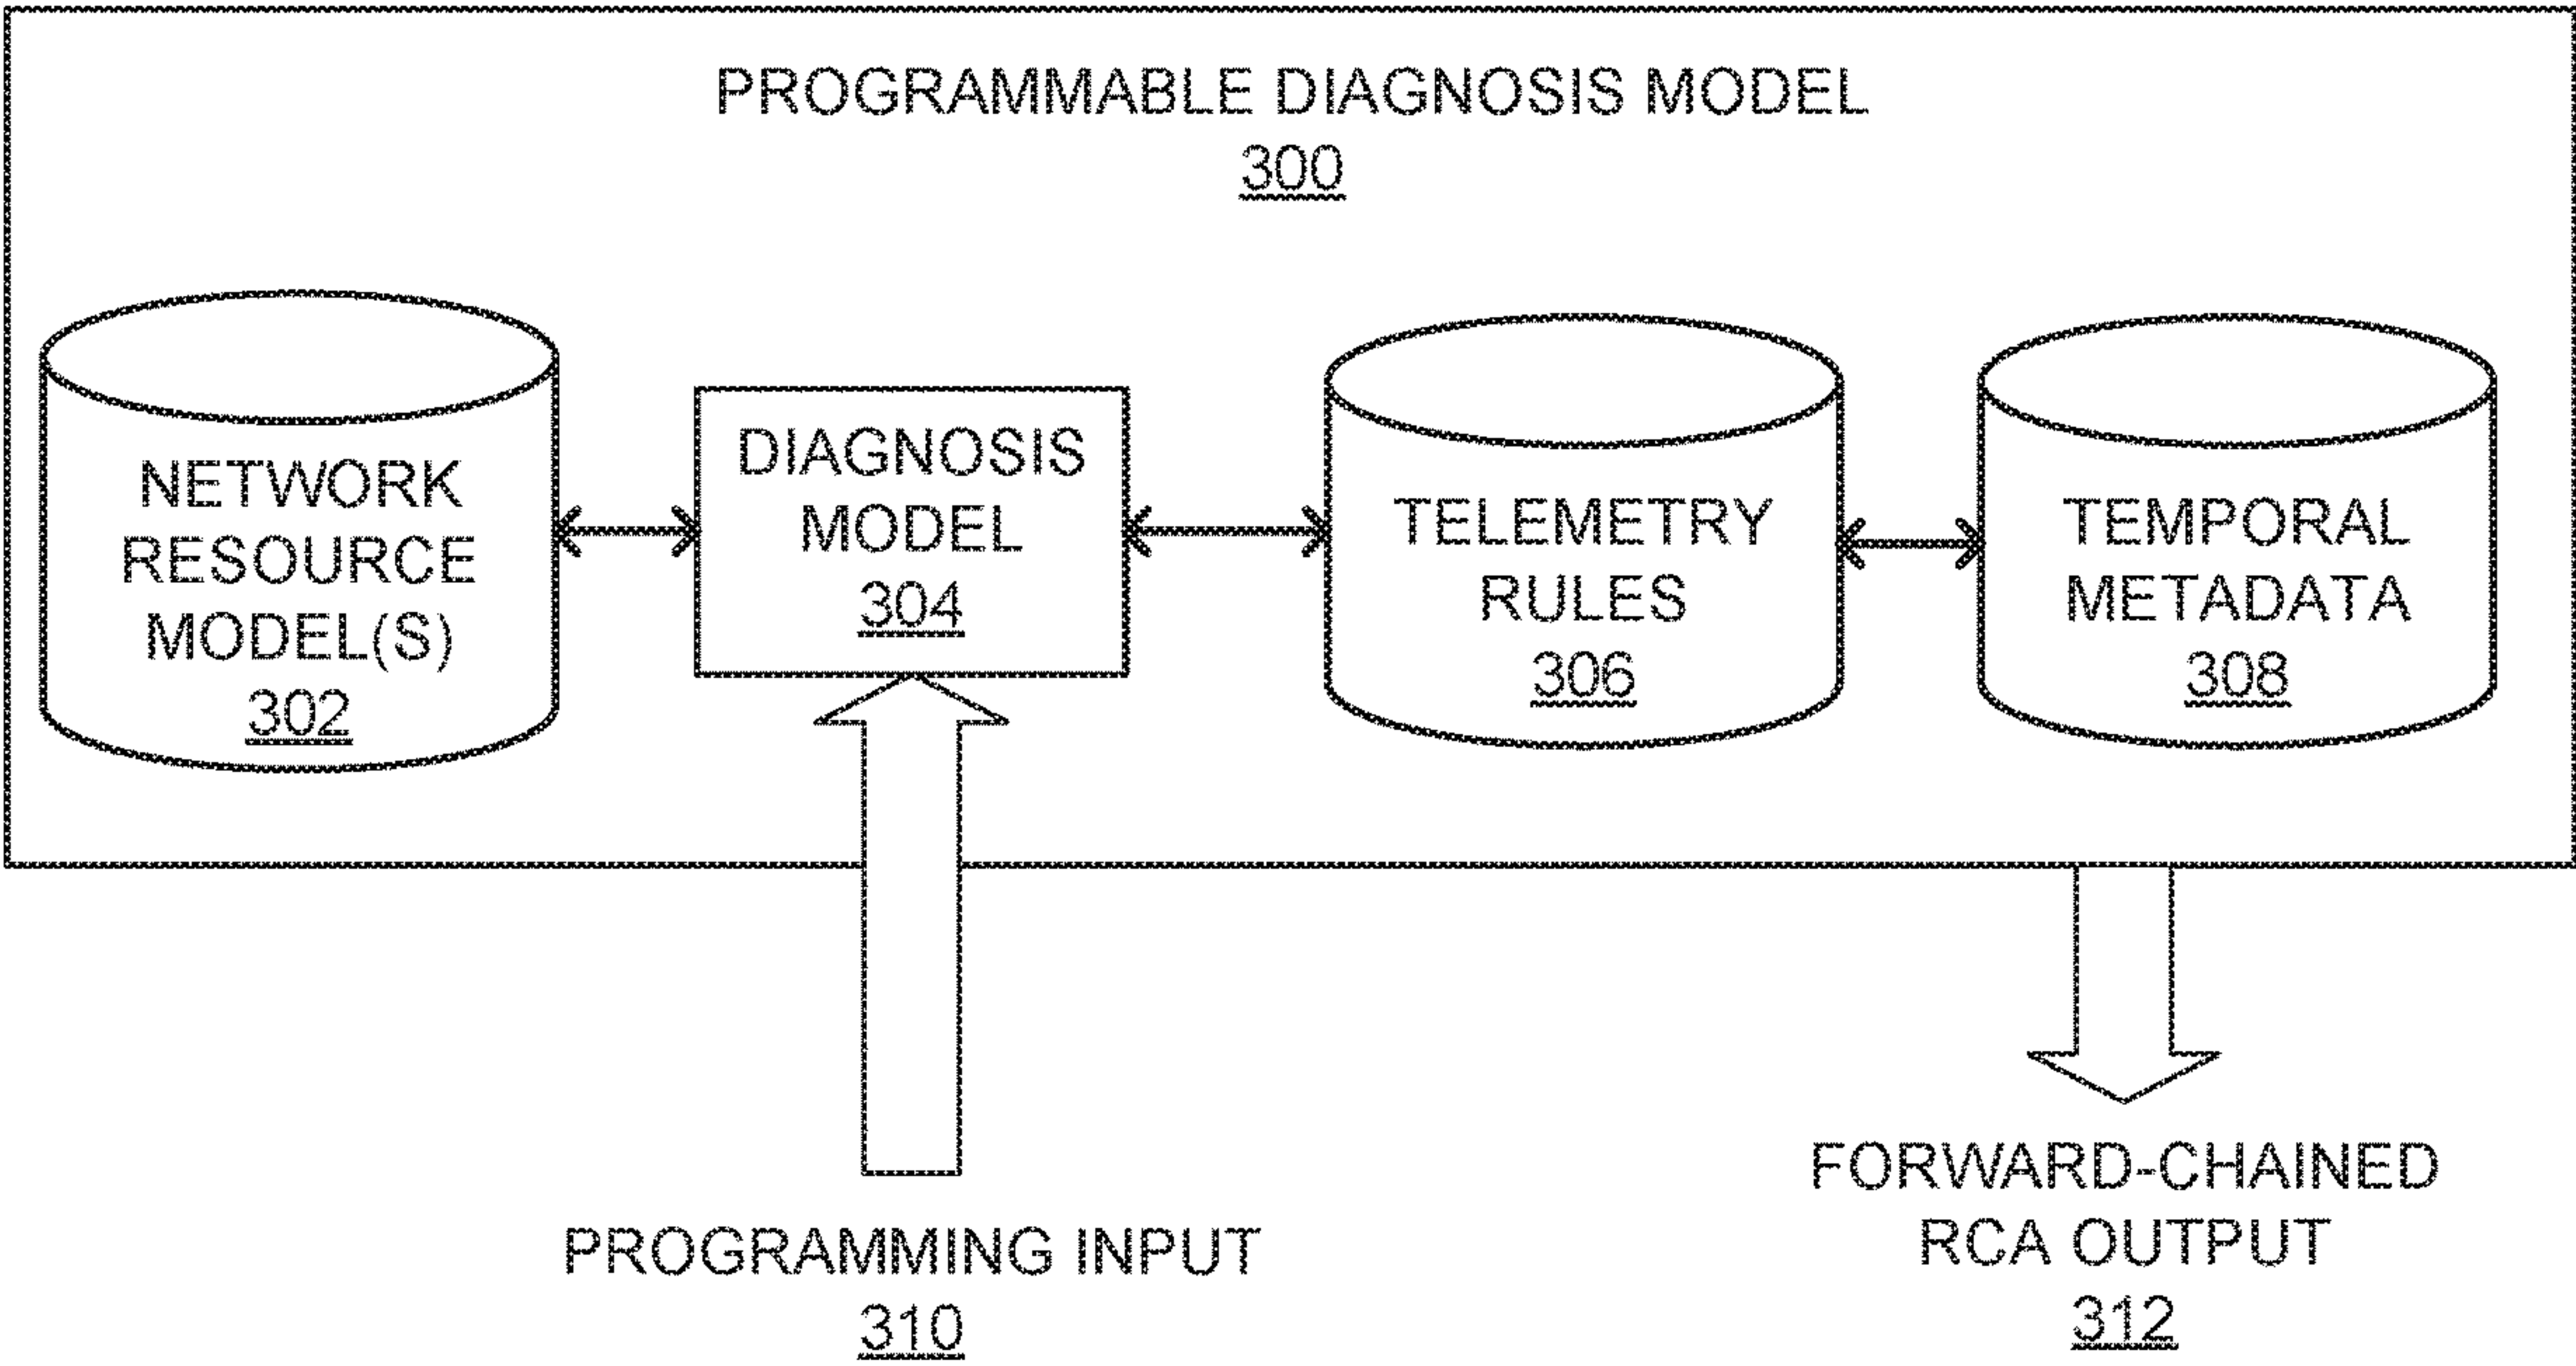 PROGRAMMABLE DIAGNOSIS MODEL
300
NETWORK
RESOURCE
MODEL(S)
302
DIAGNOSIS
MODEL
304
TELEMETRY
RULES
306
TEMPORAL
METADATA
308
PROGRAMMING INPUT
310
FORWARD-CHAINED
RCA OUTPUT
312